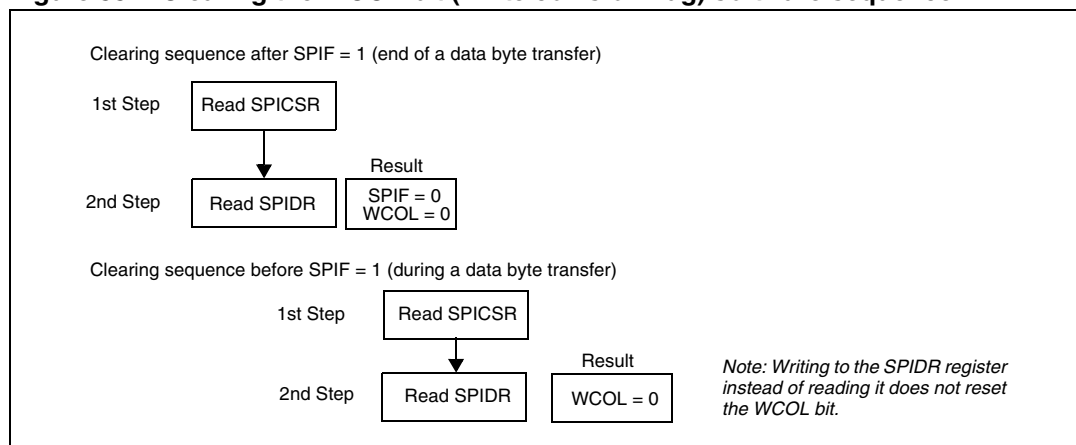 Clearing sequence after SPIF = 1 (end of a data byte transfer)
1st Step
Read SPICSR
Result
2nd Step
Read SPIDR
SPIF = 0
WCOL = 0
Clearing sequence before SPIF = 1 (during a data byte transfer)
1st Step
Read SPICSR
Result
2nd Step
Read SPIDR
WCOL = 0
Note: Writing to the SPIDR register
instead of reading it does not reset
the WCOL bit.